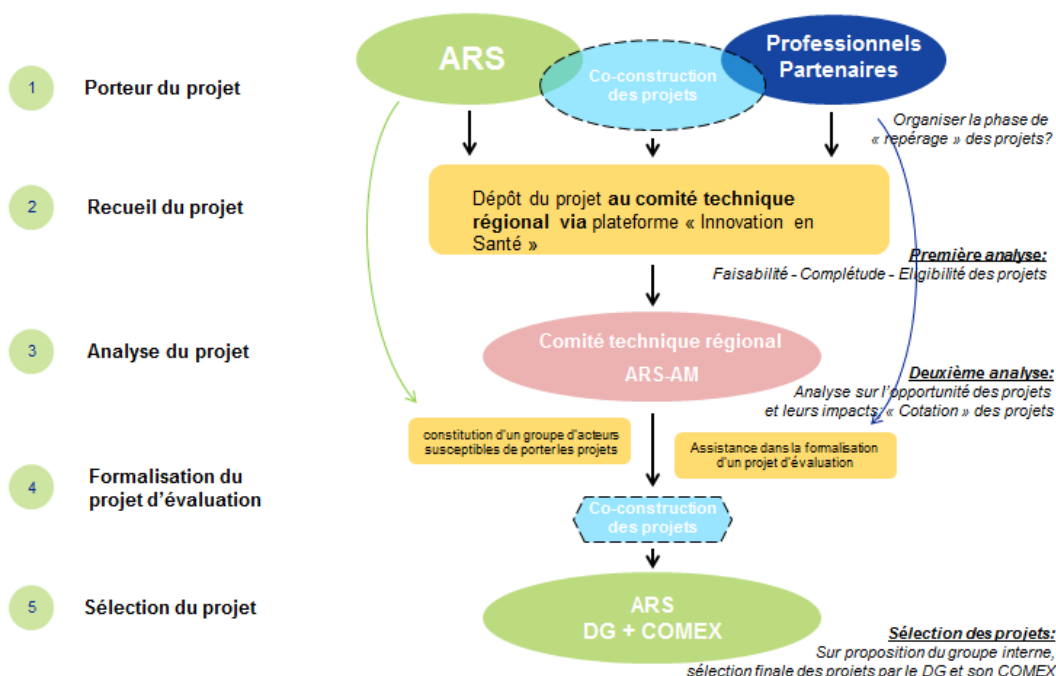 ARS
Professionnels
Partenaires
Co-construction
des projets
1
Porteur du projet
Organiser la phase de
« repérage » des projets?
2
Recueil du projet
Dépôt du projet au comité technique
régional via plateforme « Innovation en
Santé »
Première analyse:
Faisabilité - Complétude - Eligibilité des projets
3
Analyse du projet
Comité technique régional
ARS-AM
Deuxième analyse:
Analyse sur l'opportunité des projets
et leurs impacts: « Cotation » des projets
constitution d'un groupe d'acteurs
susceptibles de porter les projets
Assistance dans la formalisation
d'un projet d'évaluation
4
Formalisation du
projet d'évaluation
Co-construction
des projets
5
Sélection du projet
ARS
DG + COMEX
Sélection des projets:
Sur proposition du groupe interne,
sélection finale des projets par le DG et son COMEX